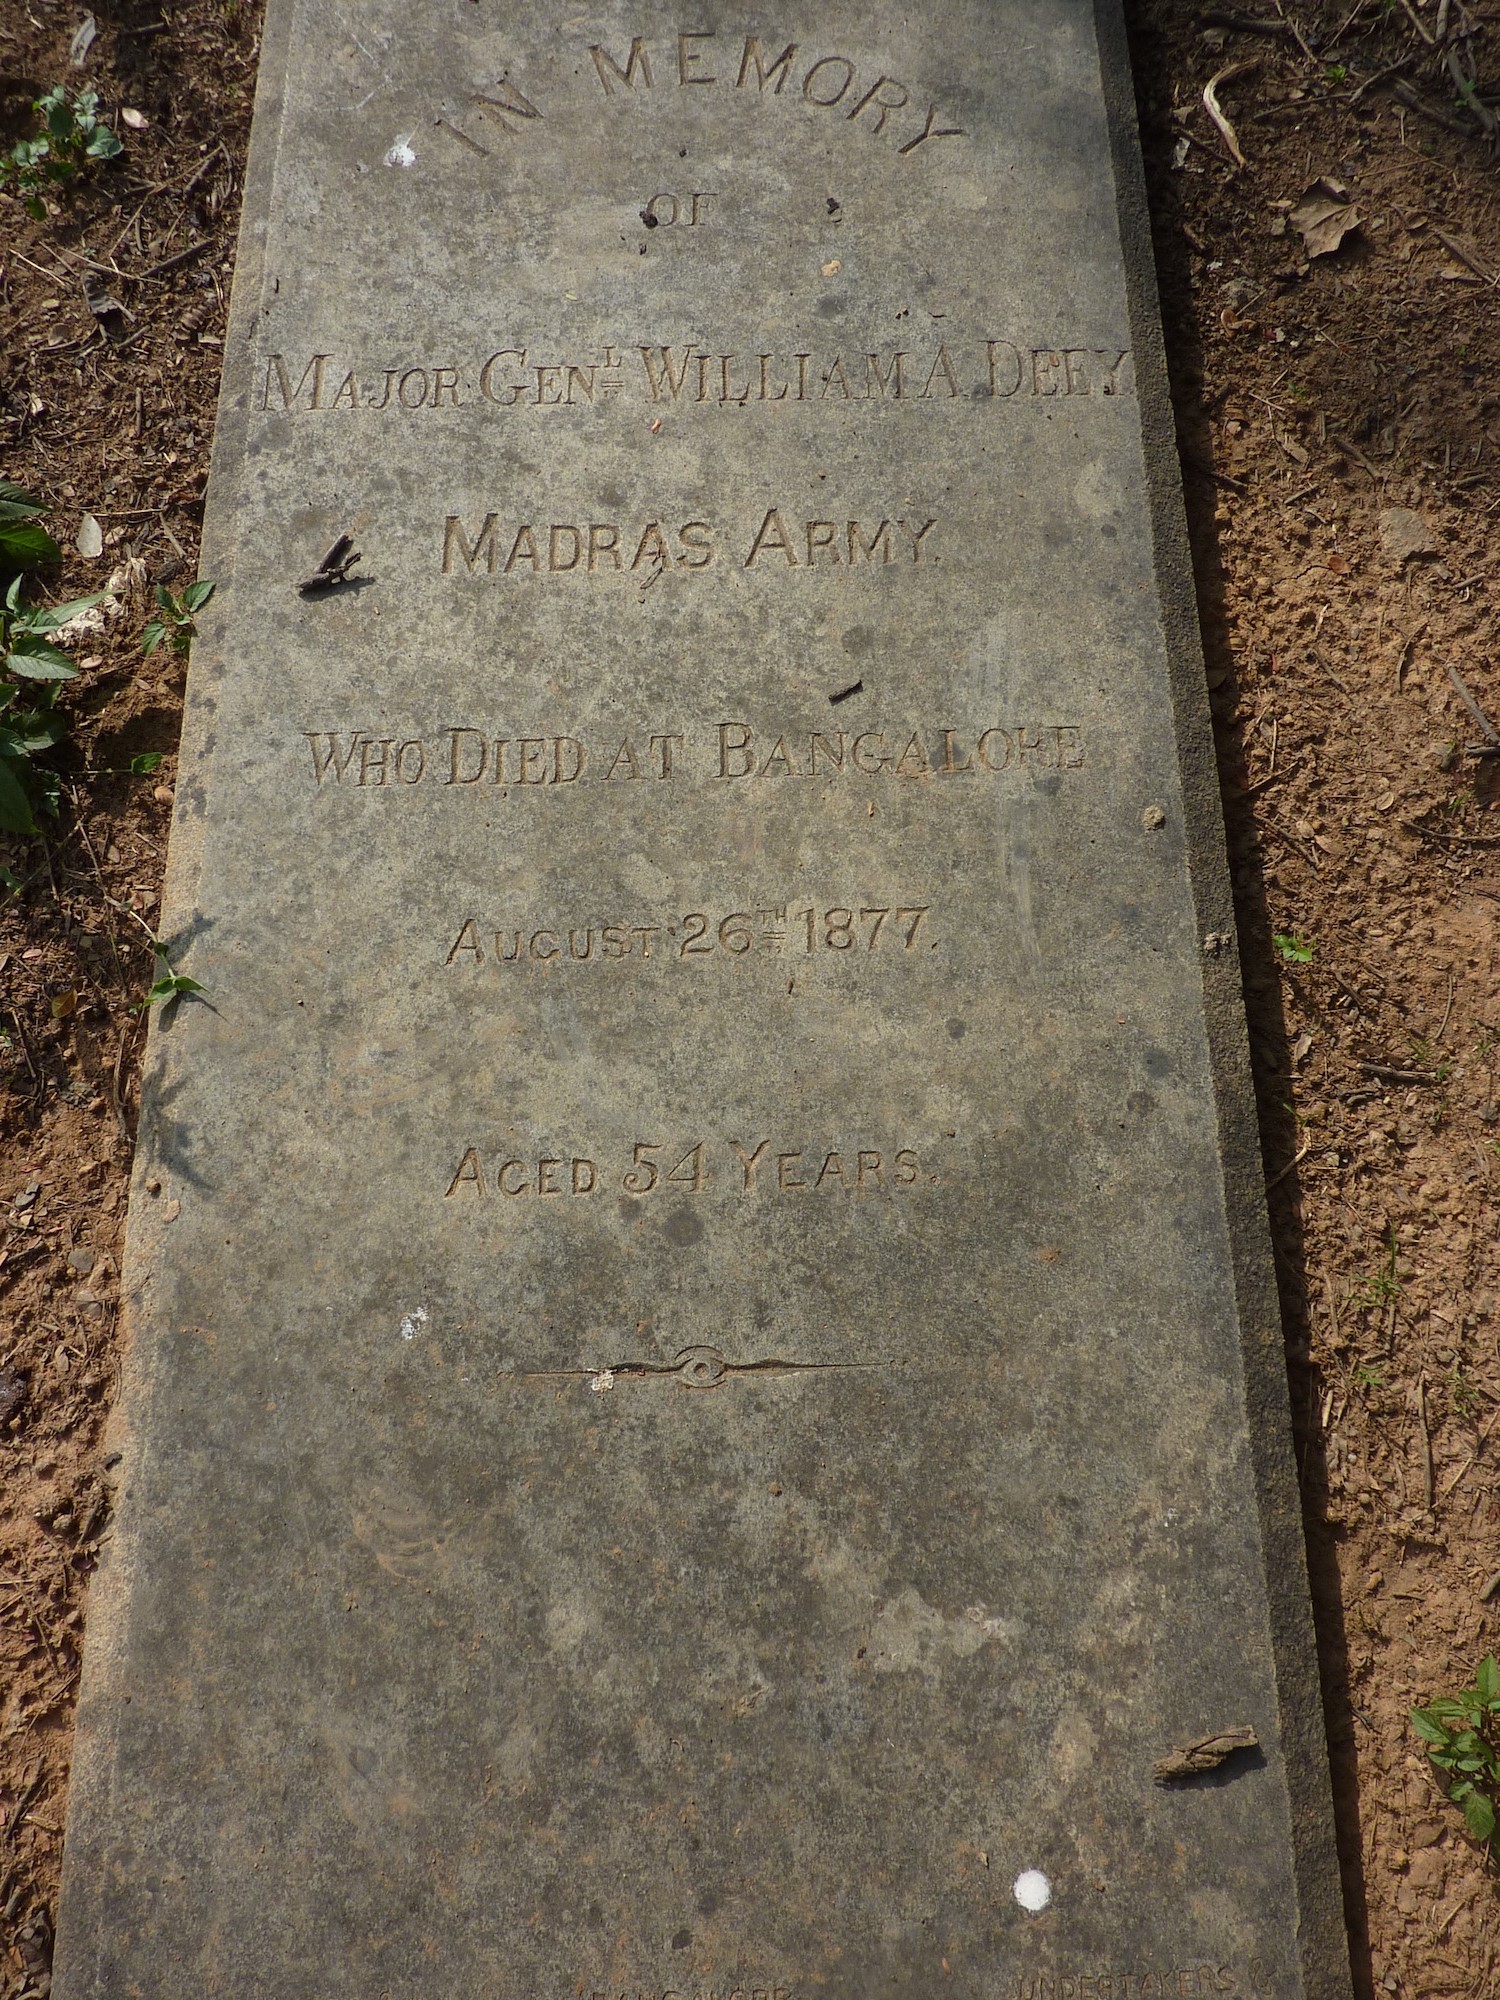 IN MEMORY
OF
MAJOR GENL WILLIAM A. DEEY.
MADRAS ARMY.
WHO DIED AT BANGALORE
AUGUST 26TH 1877.
AGED 54 YEARS.
BANGALORE UNDERTAKERS &